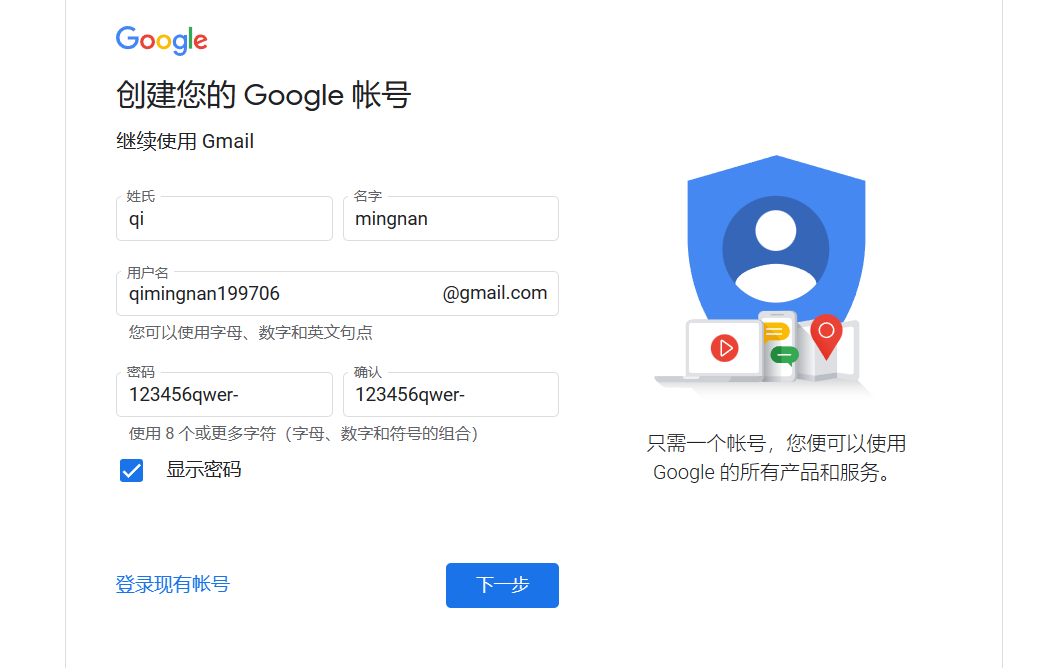 Google
创建您的 Google 帐号
继续使用 Gmail
姓氏 名字
qi mingnan
用户名
qimingnan199706 @gmail.com
您可以使用字母、数字和英文句点
密码 确认
123456qwer- 123456qwer-
使用 8 个或更多字符（字母、数字和符号的组合）
显示密码
只需一个帐号，您便可以使用
Google 的所有产品和服务。
登录现有帐号 下一步